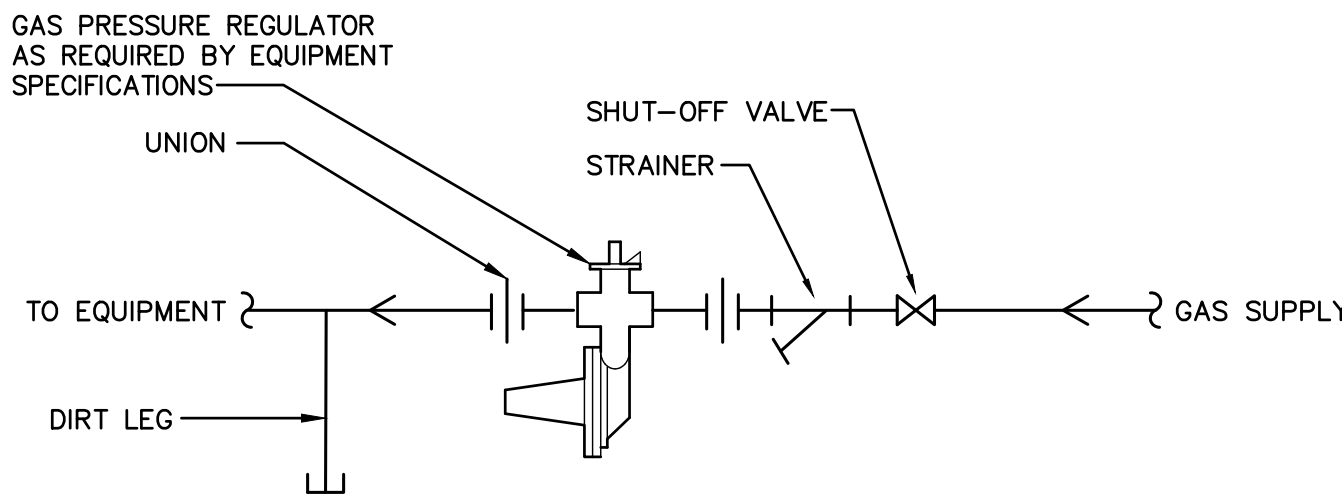 GAS PRESSURE REGULATOR
AS REQUIRED BY EQUIPMENT
SPECIFICATIONS
UNION
SHUT-OFF VALVE
STRAINER
TO EQUIPMENT
GAS SUPPLY
DIRT LEG